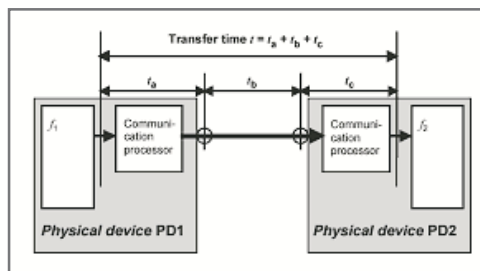 Transfer time t = ta + tb + tc
ta
tb
tc
f1
Communi-
cation
processor
Communi-
cation
processor
f2
Physical device PD1
Physical device PD2